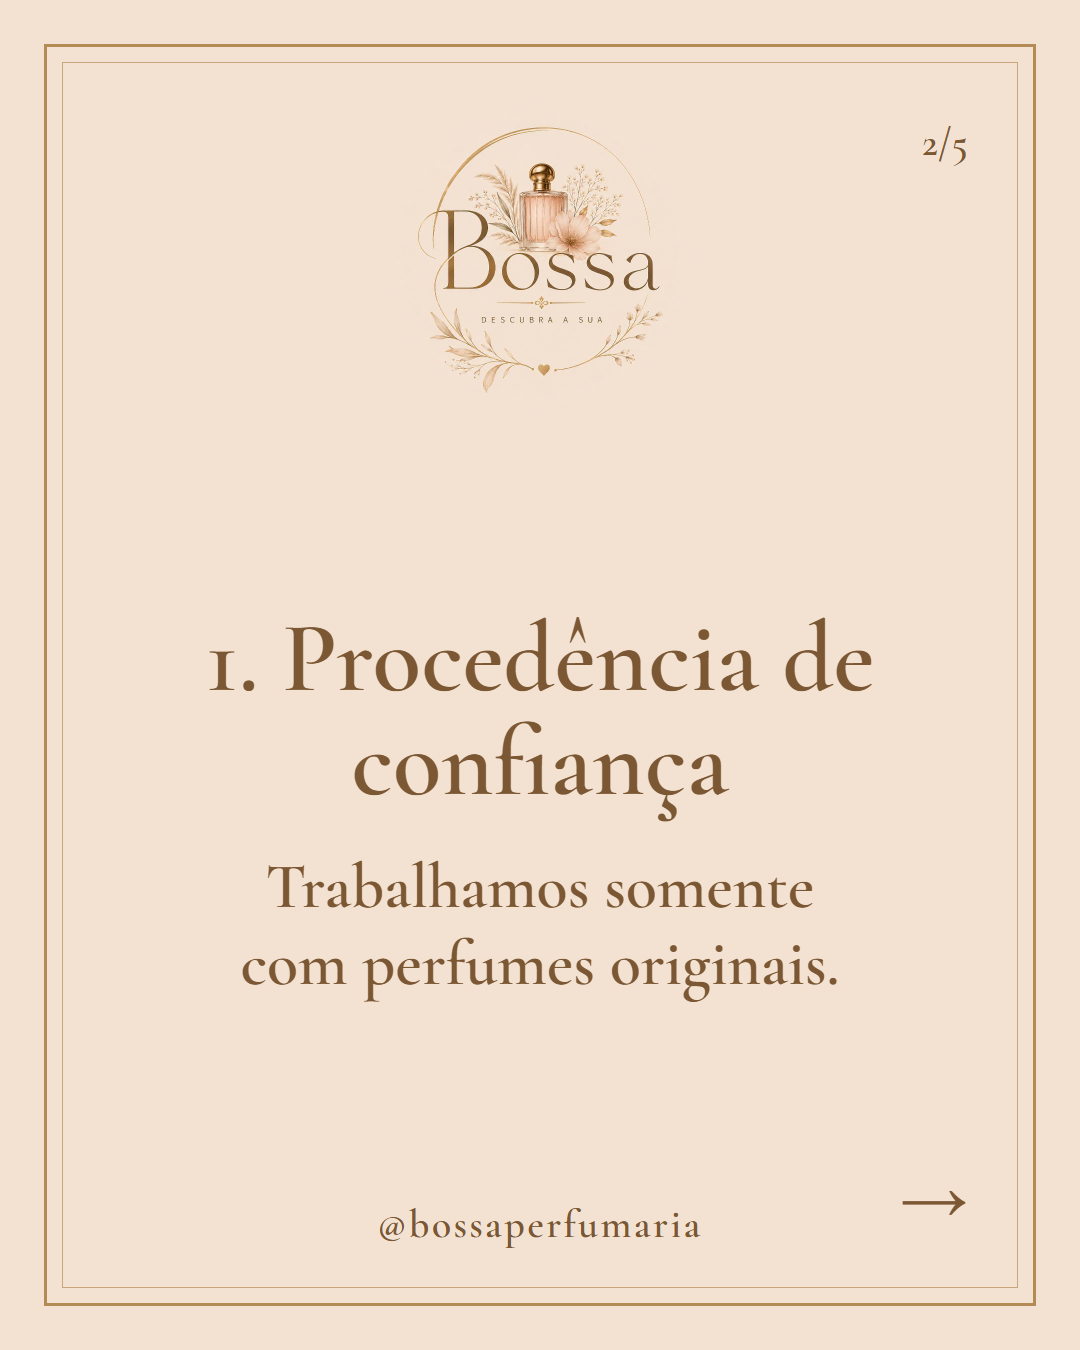 2/5
Bossa
DESCUBRA A SUA
1. Procedência de
confiança
Trabalhamos somente
com perfumes originais.
→
@bossaperfumaria